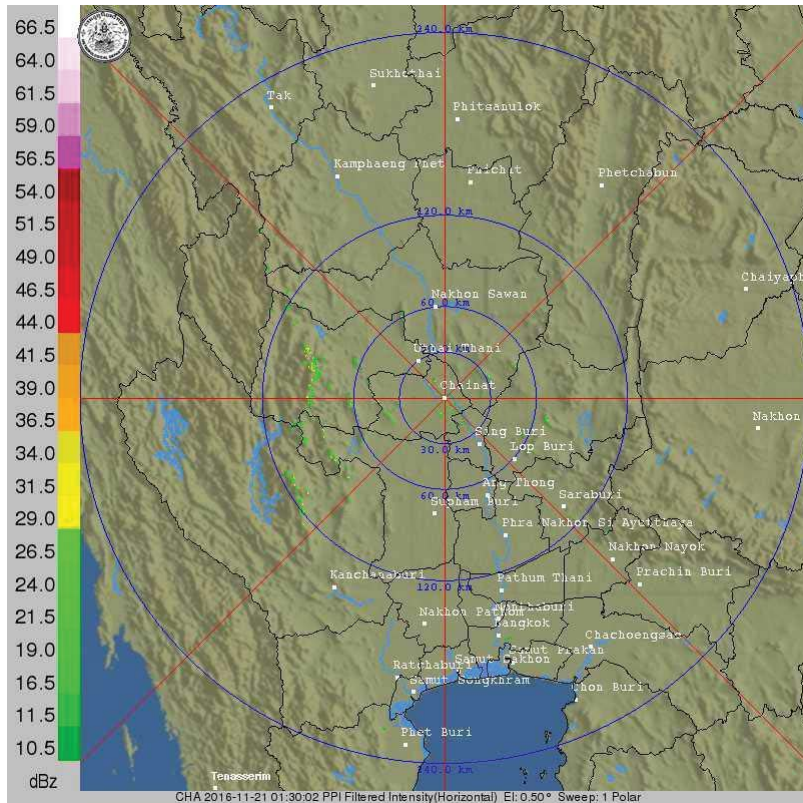 66.5
64.0
61.5
59.0
56.5
54.0
51.5
49.0
46.5
44.0
41.5
39.0
36.5
34.0
31.5
29.0
26.5
24.0
21.5
19.0
16.5
11.5
10.5
dBz
240.0 km
Sukhothai
Tak
Phitsanulok
Kamphaeng Phet
Phichit
Phetchabun
120.0 km
Chaiyaph
Nakhon Sawan
60.0 km
Uthai Thani
Chainat
Nakhon
Sing Buri
30.0 km
Lop Buri
Ang Thong
60.0 km
Supham Buri
Saraburi
Phra Nakhon Si Ayutthaya
Nakhon Nayok
Kanchanaburi
Pathum Thani
Prachin Buri
120.0 km
Nakhon Pathom
Nonthaburi
Bangkok
Chachoengsao
Samut Prakan
Samut Sakhon
Ratchaburi
Samut Songkhram
Chon Buri
Phet Buri
240.0 km
Tenasserim
CHA 2016-11-21 01:30:02 PPI Filtered Intensity(Horizontal) El: 0.50° Sweep: 1 Polar